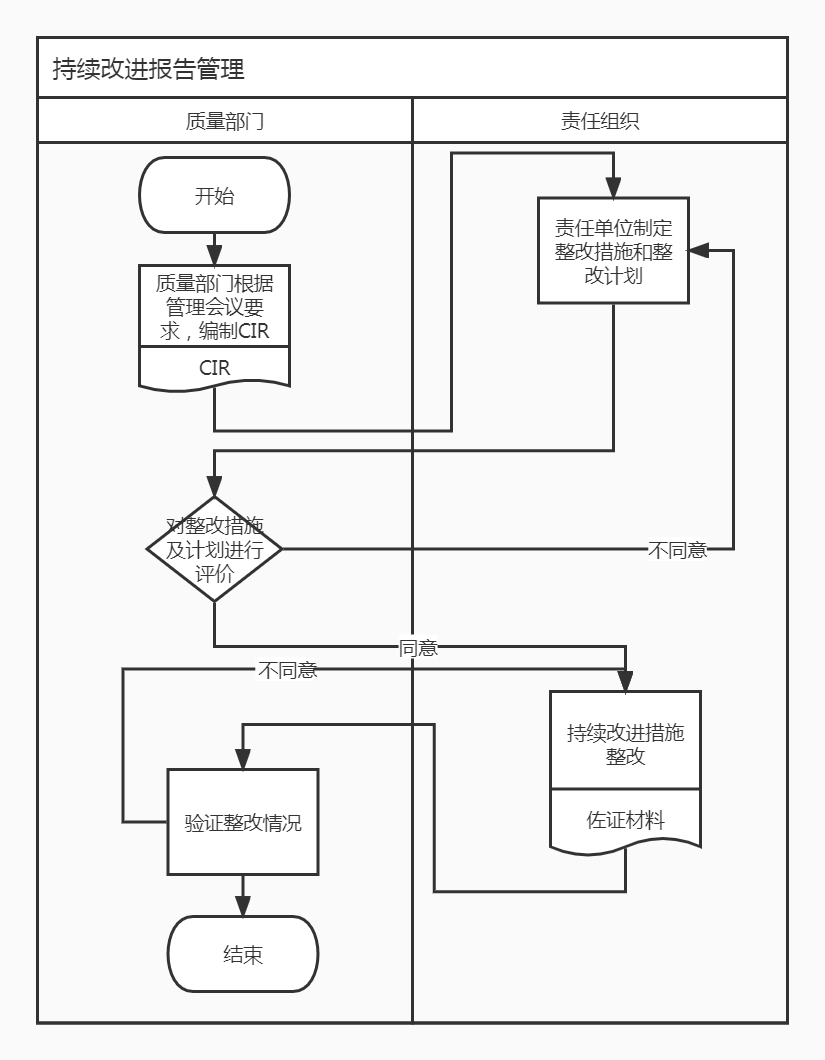 持续改进报告管理
质量部门
责任组织
开始
质量部门根据
管理会议要
求，编制CIR
CIR
责任单位制定
整改措施和整
改计划
对整改措施
及计划进行
评价
不同意
同意
不同意
持续改进措施
整改
佐证材料
验证整改情况
结束